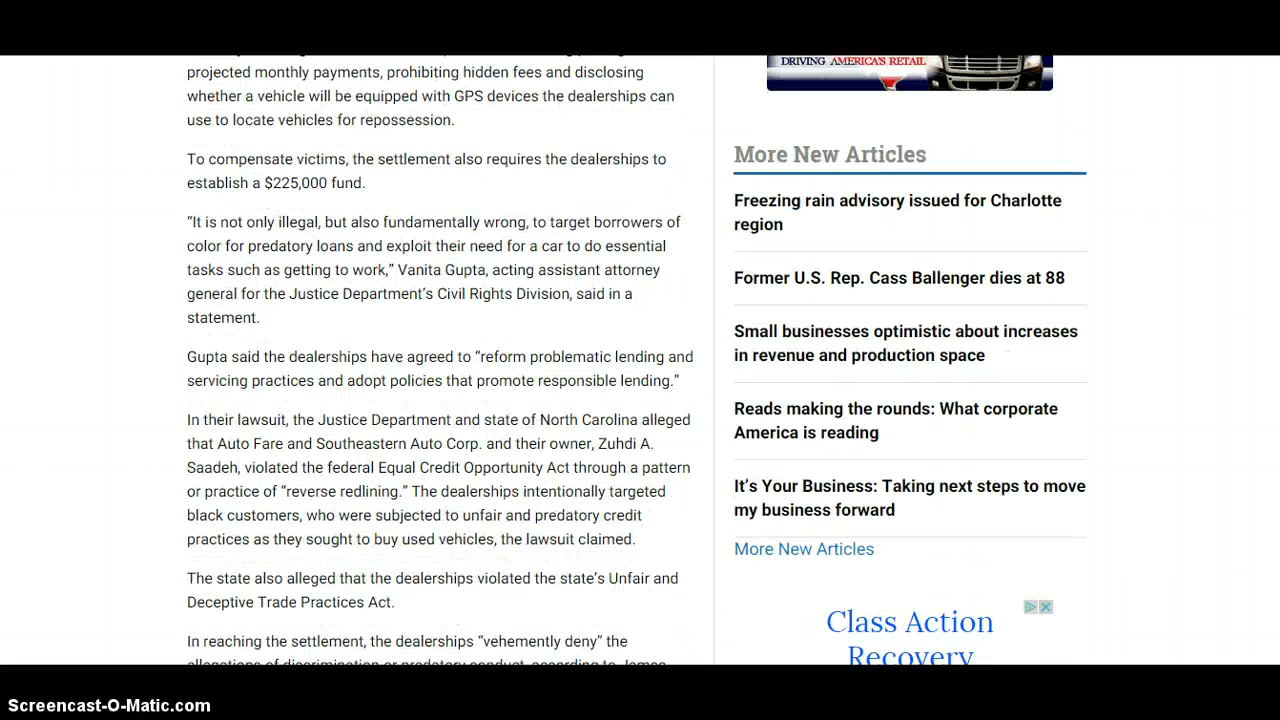 projected monthly payments, prohibiting hidden fees and disclosing
whether a vehicle will be equipped with GPS devices the dealerships can
use to locate vehicles for repossession.
To compensate victims, the settlement also requires the dealerships to
establish a $225,000 fund.
“It is not only illegal, but also fundamentally wrong, to target borrowers of
color for predatory loans and exploit their need for a car to do essential
tasks such as getting to work,” Vanita Gupta, acting assistant attorney
general for the Justice Department’s Civil Rights Division, said in a
statement.
Gupta said the dealerships have agreed to “reform problematic lending and
servicing practices and adopt policies that promote responsible lending.”
In their lawsuit, the Justice Department and state of North Carolina alleged
that Auto Fare and Southeastern Auto Corp. and their owner, Zuhdi A.
Saadeh, violated the federal Equal Credit Opportunity Act through a pattern
or practice of “reverse redlining.” The dealerships intentionally targeted
black customers, who were subjected to unfair and predatory credit
practices as they sought to buy used vehicles, the lawsuit claimed.
The state also alleged that the dealerships violated the state’s Unfair and
Deceptive Trade Practices Act.
In reaching the settlement, the dealerships “vehemently deny” the
allegations of discrimination or predatory conduct, according to James
DRIVING AMERICA'S RETAIL
More New Articles
Freezing rain advisory issued for Charlotte
region
Former U.S. Rep. Cass Ballenger dies at 88
Small businesses optimistic about increases
in revenue and production space
Reads making the rounds: What corporate
America is reading
It’s Your Business: Taking next steps to move
my business forward
More New Articles
Class Action
Recovery
Screencast-O-Matic.com